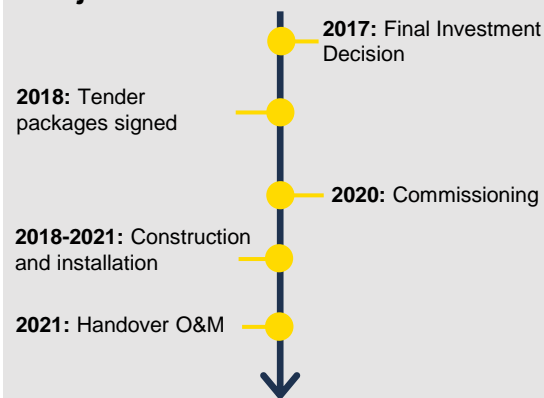 2017: Final Investment
Decision
2018: Tender
packages signed
2020: Commissioning
2018-2021: Construction
and installation
2021: Handover O&M